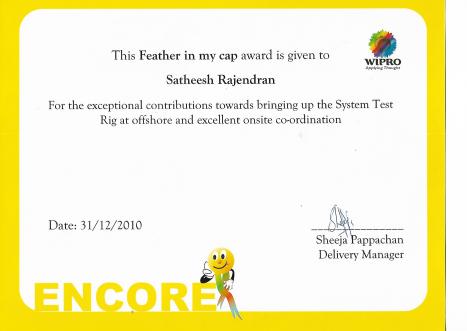 This Feather in my cap award is given to
WIPRO
Applying Thought
Satheesh Rajendran
For the exceptional contributions towards bringing up the System Test
Rig at offshore and excellent onsite co-ordination
Date: 31/12/2010
Sheeja Pappachan
Delivery Manager
ENCORE